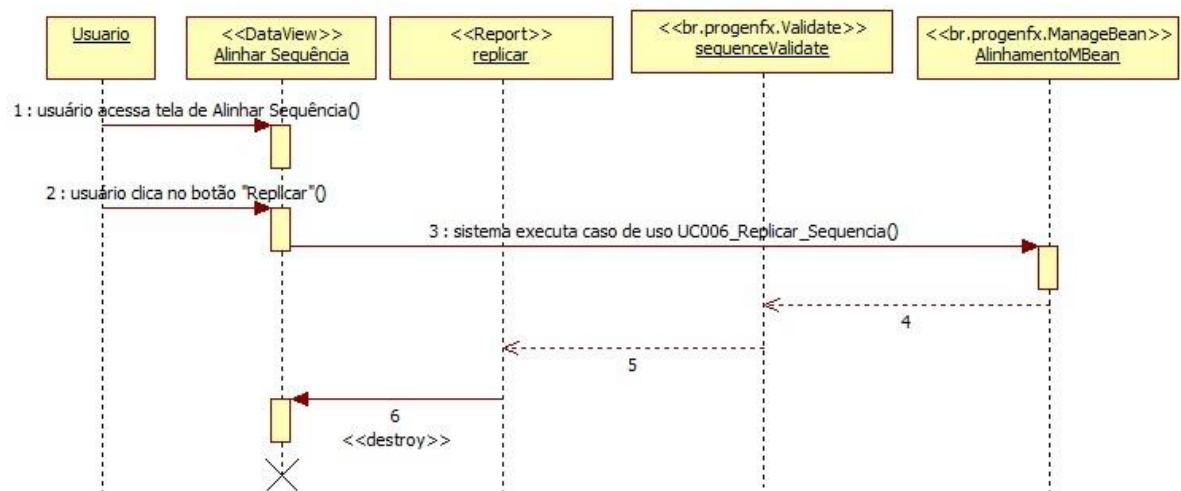 Usuario
<<DataView>>
Alinhar Sequência
<<Report>>
replicar
<<br.progenfx.Validate>>
sequenceValidate
<<br.progenfx.ManageBean>>
AlinhamentoMBean
1 : usuário acessa tela de Alinhar Sequência()
2 : usuário clica no botão "Replicar"()
3 : sistema executa caso de uso UC006_Replicar_Sequencia()
4
5
6
<<destroy>>